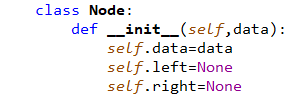 class Node:
    def __init__(self,data):
        self.data=data
        self.left=None
        self.right=None